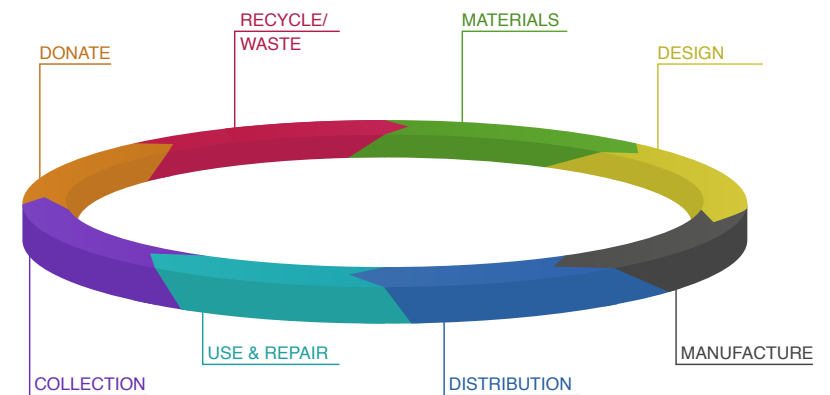 RECYCLE/
WASTE
MATERIALS
DONATE
DESIGN
USE & REPAIR
MANUFACTURE
COLLECTION
DISTRIBUTION